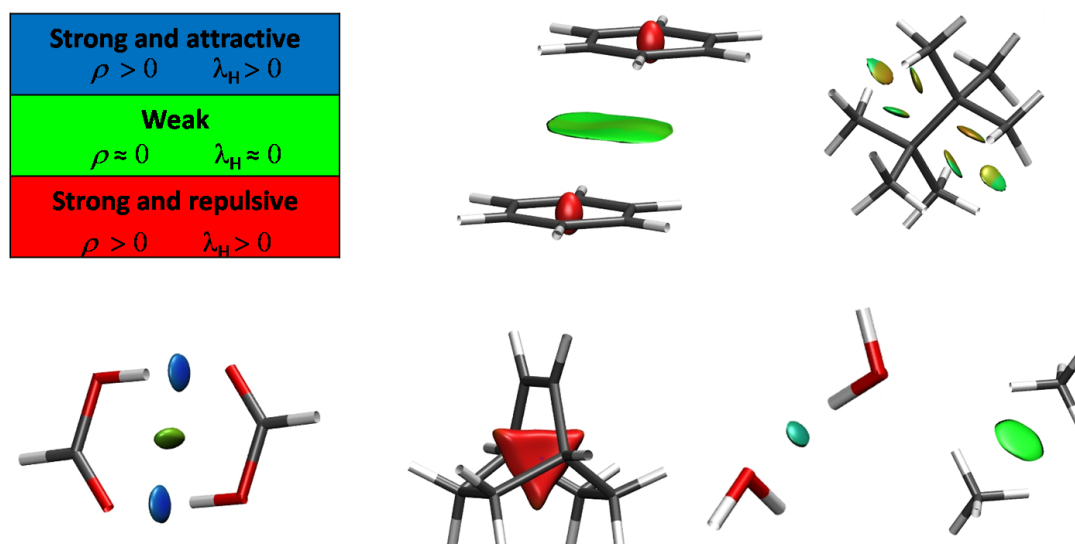 Strong and attractive
ρ > 0 λH > 0
Weak
ρ ≈ 0 λH ≈ 0
Strong and repulsive
ρ > 0 λH > 0